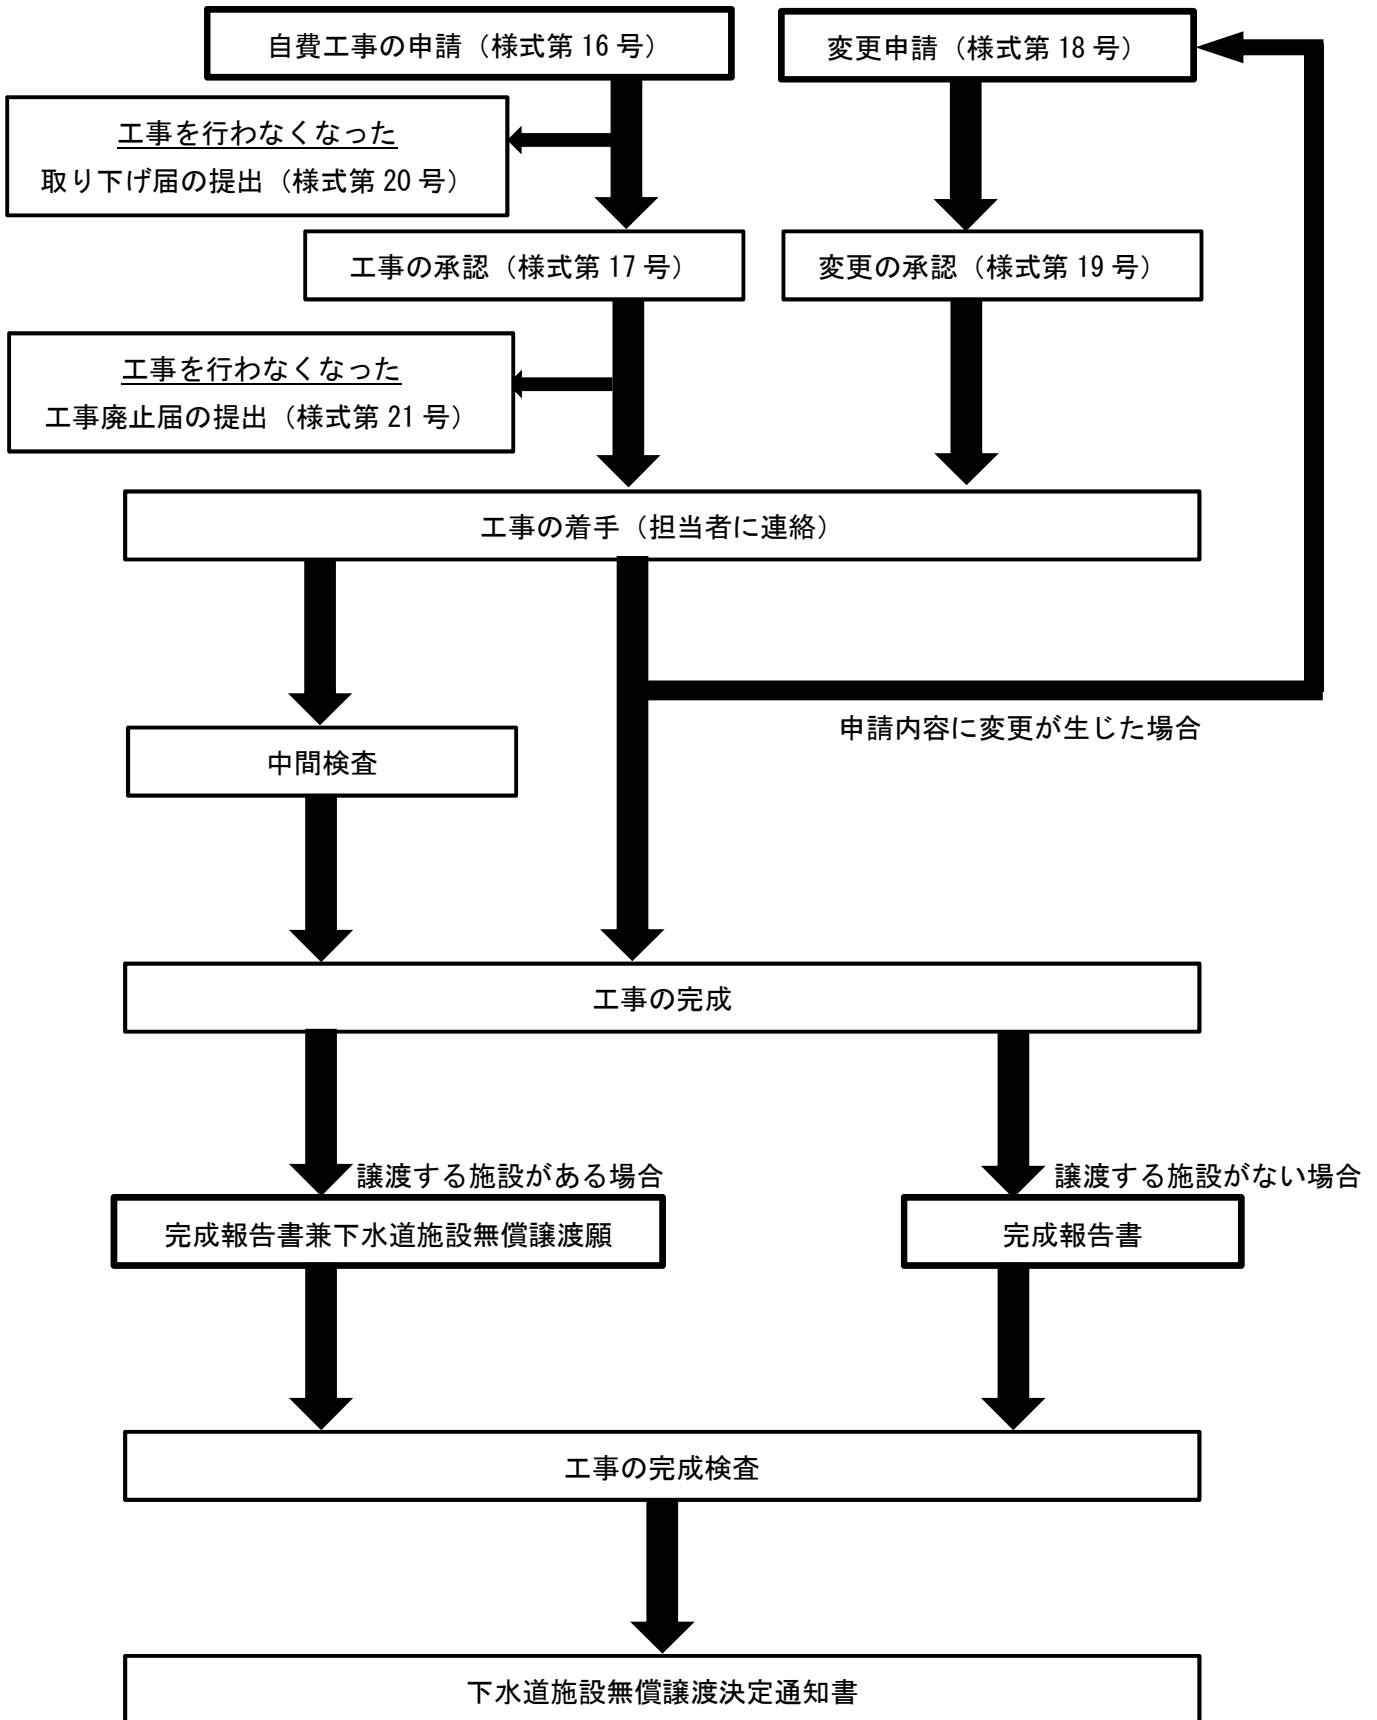 自費工事の申請（様式第 16 号）
変更申請（様式第 18 号）
工事を行わなくなった
取り下げ届の提出（様式第 20 号）
工事の承認（様式第 17 号）
変更の承認（様式第 19 号）
工事を行わなくなった
工事廃止届の提出（様式第 21 号）
工事の着手（担当者に連絡）
申請内容に変更が生じた場合
中間検査
工事の完成
譲渡する施設がある場合
譲渡する施設がない場合
完成報告書兼下水道施設無償譲渡願
完成報告書
工事の完成検査
下水道施設無償譲渡決定通知書